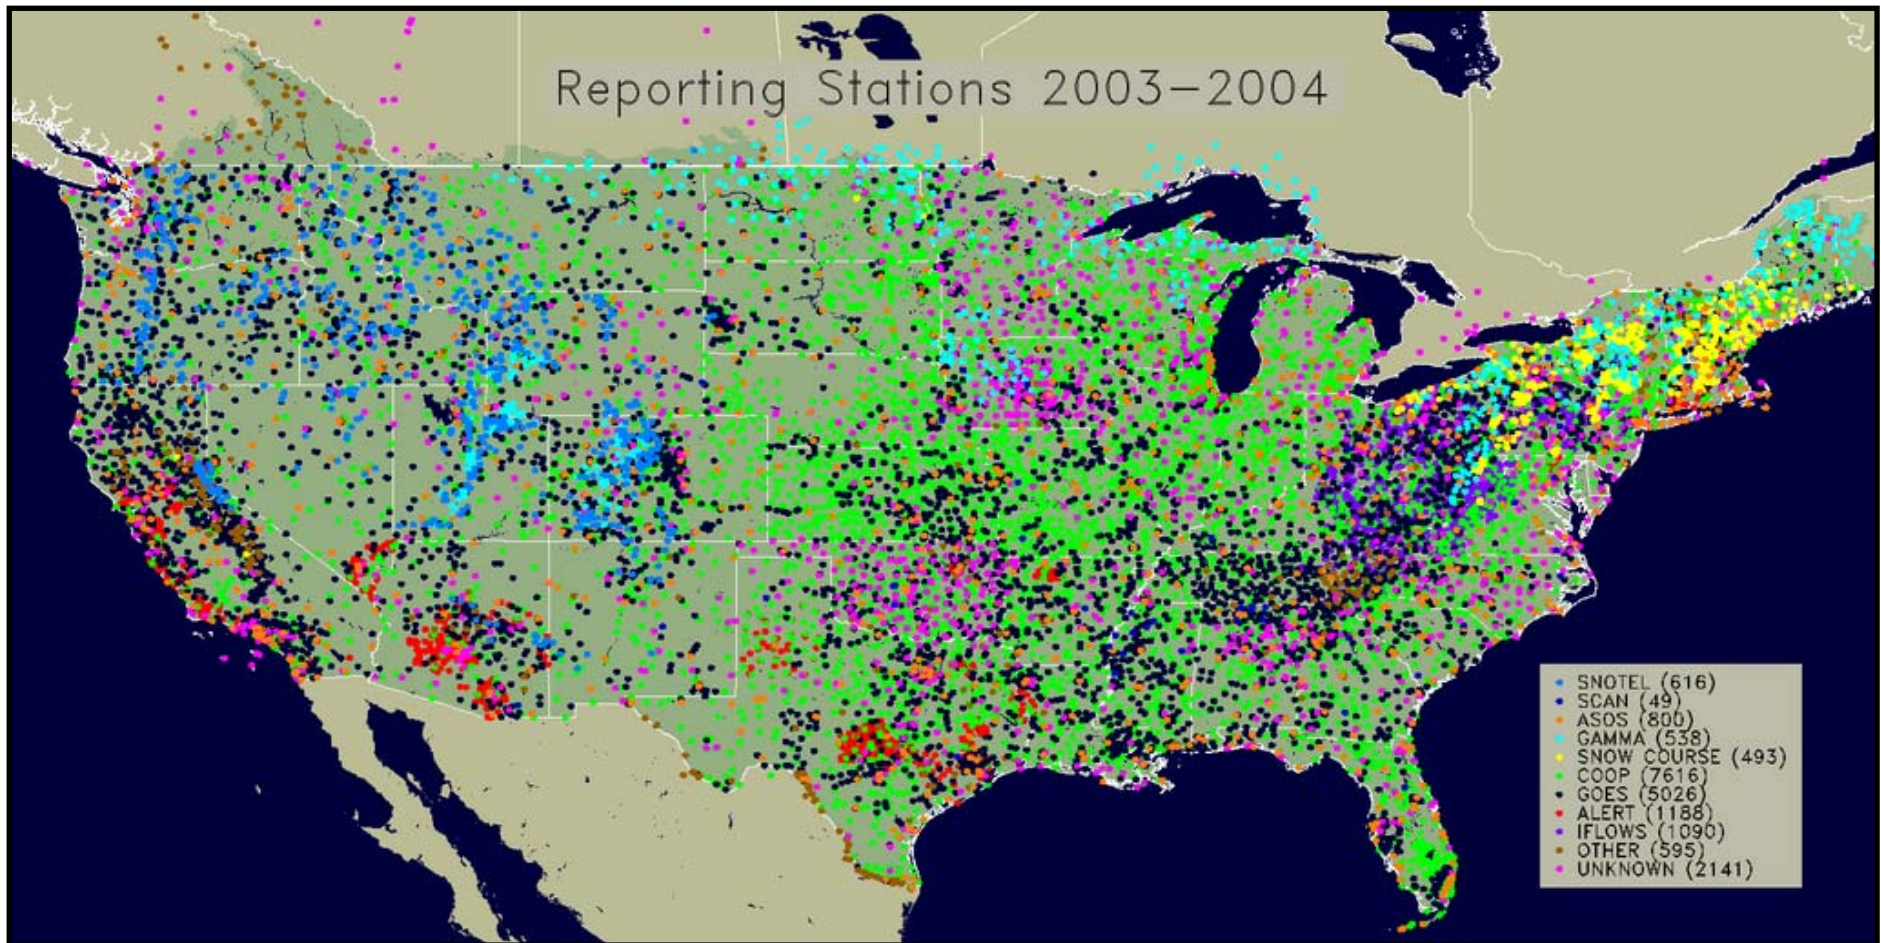 Reporting Stations 2003-2004
SNOTEL (616)
SCAN (49)
ASOS (800)
GAMMA (538)
SNOW COURSE (493)
COOP (7616)
GOES (5026)
ALERT (1188)
IFLOWS (1090)
OTHER (595)
UNKNOWN (2141)